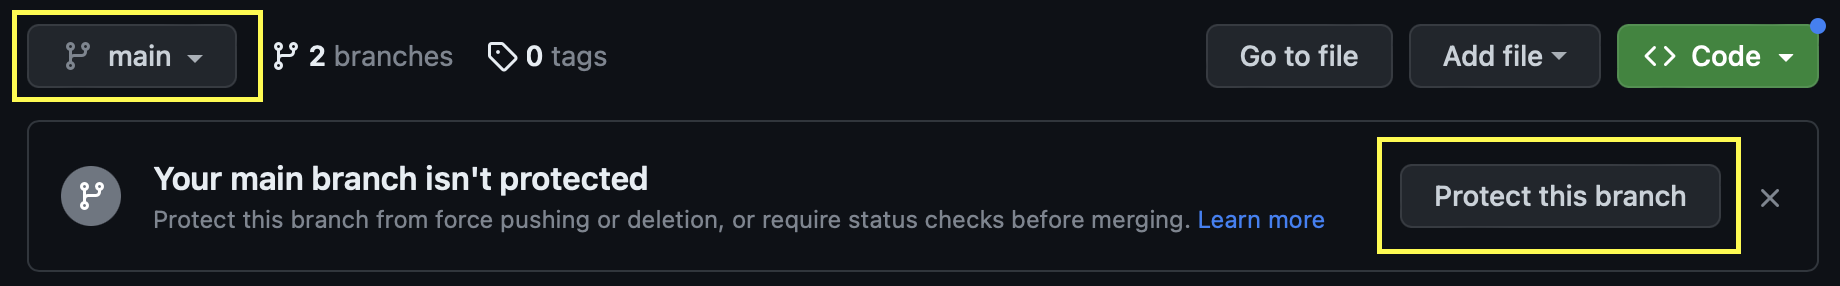 main 2 branches 0 tags Go to file Add file <> Code
Your main branch isn't protected
Protect this branch from force pushing or deletion, or require status checks before merging. Learn more
Protect this branch